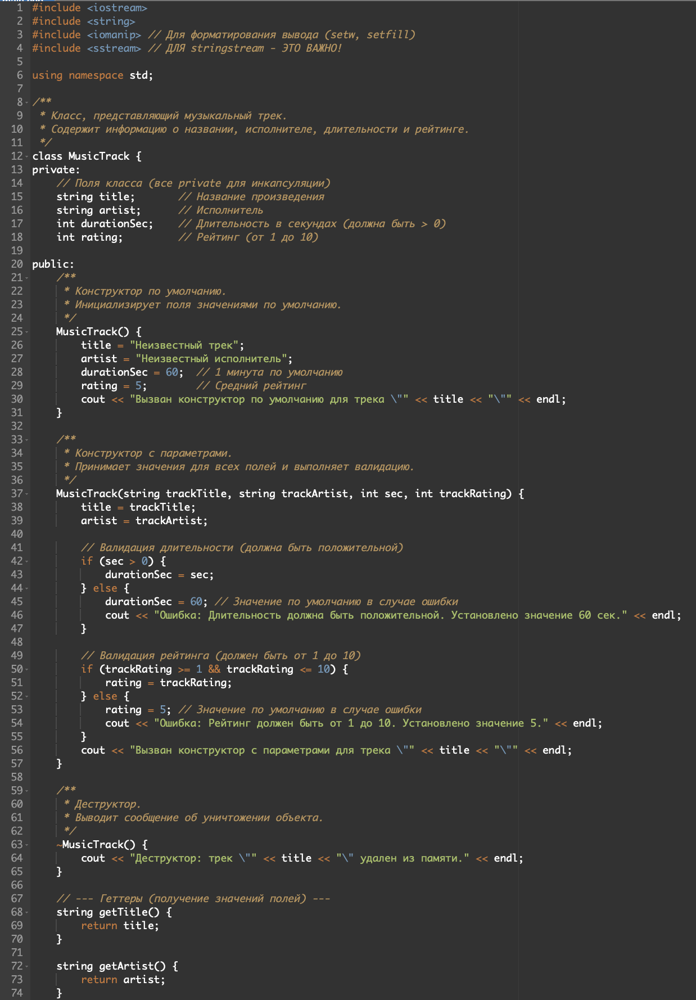 1 #include <iostream>
2 #include <string>
3 #include <iomanip> // Для форматирования вывода (setw, setfill)
4 #include <sstream> // ДЛЯ stringstream - ЭТО ВАЖНО!
5
6 using namespace std;
7
8 /**
9  * Класс, представляющий музыкальный трек.
10  * Содержит информацию о названии, исполнителе, длительности и рейтинге.
11  */
12 class MusicTrack {
13 private:
14     // Поля класса (все private для инкапсуляции)
15     string title;       // Название произведения
16     string artist;      // Исполнитель
17     int durationSec;    // Длительность в секундах (должна быть > 0)
18     int rating;         // Рейтинг (от 1 до 10)
19
20 public:
21     /**
22      * Конструктор по умолчанию.
23      * Инициализирует поля значениями по умолчанию.
24      */
25     MusicTrack() {
26         title = "Неизвестный трек";
27         artist = "Неизвестный исполнитель";
28         durationSec = 60;  // 1 минута по умолчанию
29         rating = 5;        // Средний рейтинг
30         cout << "Вызван конструктор по умолчанию для трека \"" << title << "\"" << endl;
31     }
32
33     /**
34      * Конструктор с параметрами.
35      * Принимает значения для всех полей и выполняет валидацию.
36      */
37     MusicTrack(string trackTitle, string trackArtist, int sec, int trackRating) {
38         title = trackTitle;
39         artist = trackArtist;
40
41         // Валидация длительности (должна быть положительной)
42         if (sec > 0) {
43             durationSec = sec;
44         } else {
45             durationSec = 60; // Значение по умолчанию в случае ошибки
46             cout << "Ошибка: Длительность должна быть положительной. Установлено значение 60 сек." << endl;
47         }
48
49         // Валидация рейтинга (должен быть от 1 до 10)
50         if (trackRating >= 1 && trackRating <= 10) {
51             rating = trackRating;
52         } else {
53             rating = 5; // Значение по умолчанию в случае ошибки
54             cout << "Ошибка: Рейтинг должен быть от 1 до 10. Установлено значение 5." << endl;
55         }
56         cout << "Вызван конструктор с параметрами для трека \"" << title << "\"" << endl;
57     }
58
59     /**
60      * Деструктор.
61      * Выводит сообщение об уничтожении объекта.
62      */
63     ~MusicTrack() {
64         cout << "Деструктор: трек \"" << title << "\" удален из памяти." << endl;
65     }
66
67     // --- Геттеры (получение значений полей) ---
68     string getTitle() {
69         return title;
70     }
71
72     string getArtist() {
73         return artist;
74     }